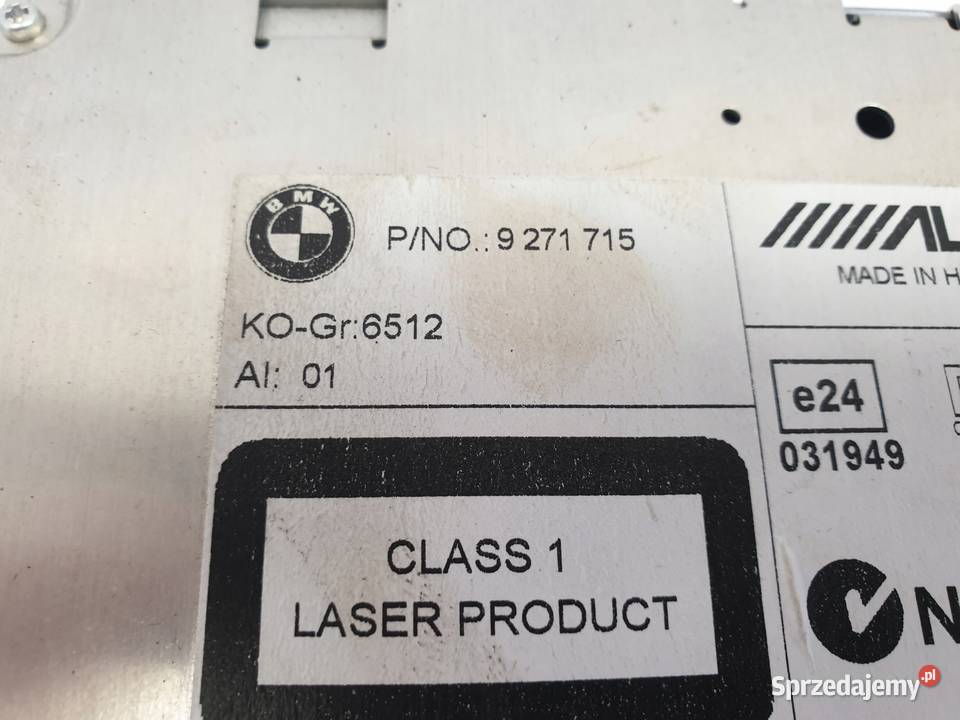 BMW
P/NO.: 9 271 715
KO-Gr:6512
AI: 01
CLASS 1
LASER PRODUCT
MADE IN H
e24
031949
N
Sprzedajemy.pl